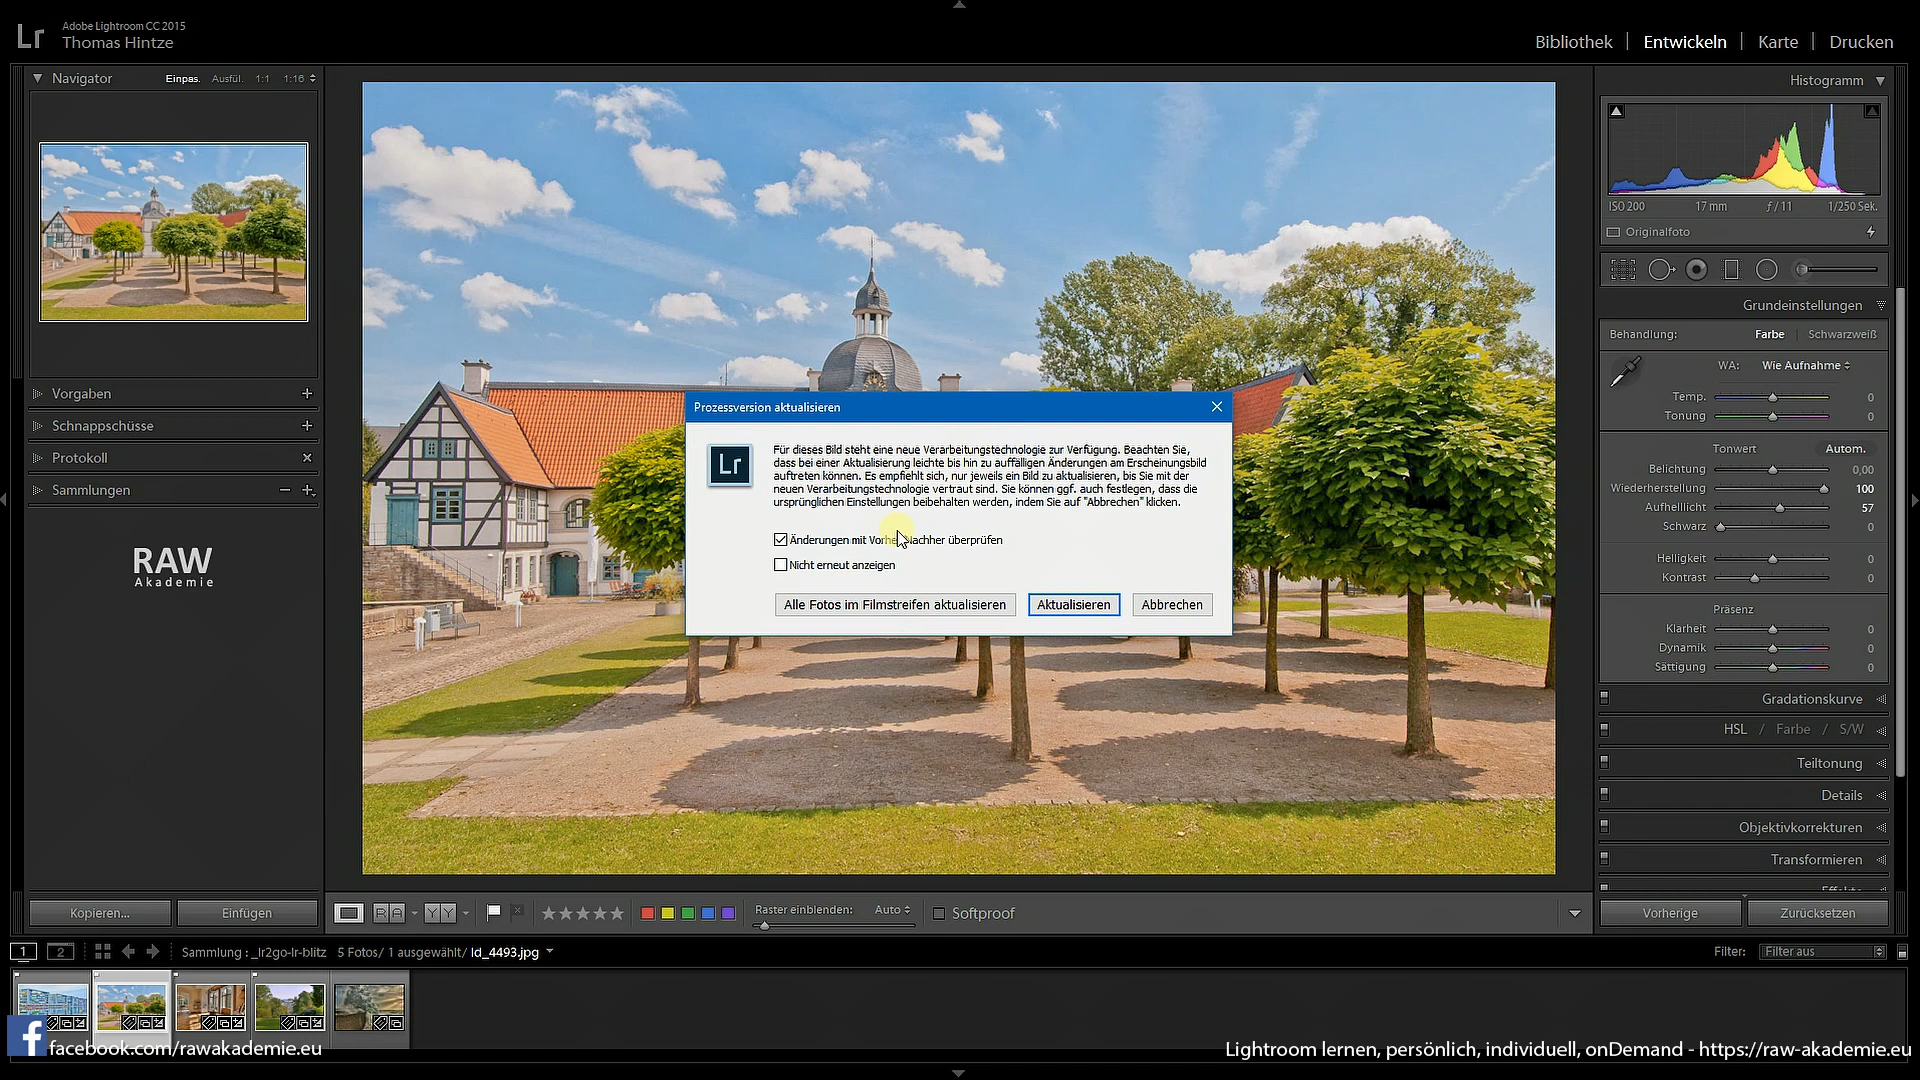 Lr Adobe Lightroom CC 2015
Thomas Hintze
Bibliothek | Entwickeln | Karte | Drucken
Navigator Einpas. Ausfül. 1:1 1:16
Vorgaben
Schnappschüsse
Protokoll
Sammlungen
RAW
Akademie
Kopieren... Einfügen
Prozessversion aktualisieren
Lr
Für dieses Bild steht eine neue Verarbeitungstechnologie zur Verfügung. Beachten Sie,
dass bei einer Aktualisierung leichte bis hin zu auffälligen Änderungen am Erscheinungsbild
auftreten können. Es empfiehlt sich, nur jeweils ein Bild zu aktualisieren, bis Sie mit der
neuen Verarbeitungstechnologie vertraut sind. Sie können ggf. auch festlegen, dass die
ursprünglichen Einstellungen beibehalten werden, indem Sie auf "Abbrechen" klicken.
Änderungen mit Vorher/Nachher überprüfen
Nicht erneut anzeigen
Alle Fotos im Filmstreifen aktualisieren Aktualisieren Abbrechen
Histogramm
ISO 200 17 mm f / 11 1/250 Sek.
Originalfoto
Grundeinstellungen
Behandlung: Farbe | Schwarzweiß
WA: Wie Aufnahme
Temp. 0
Tonung 0
Tonwert Autom.
Belichtung 0,00
Wiederherstellung 100
Aufhelllicht 57
Schwarz 0
Helligkeit 0
Kontrast 0
Präsenz
Klarheit 0
Dynamik 0
Sättigung 0
Gradationskurve
HSL / Farbe / S/W
Teiltonung
Details
Objektivkorrekturen
Transformieren
Effekte
Vorherige Zurücksetzen
R A Y Y Raster einblenden: Auto Softproof
1 2 Sammlung : _lr2go-lr-blitz 5 Fotos/ 1 ausgewählt/ ld_4493.jpg Filter: Filter aus
f facebook.com/rawakademie.eu
Lightroom lernen, persönlich, individuell, onDemand - https://raw-akademie.eu